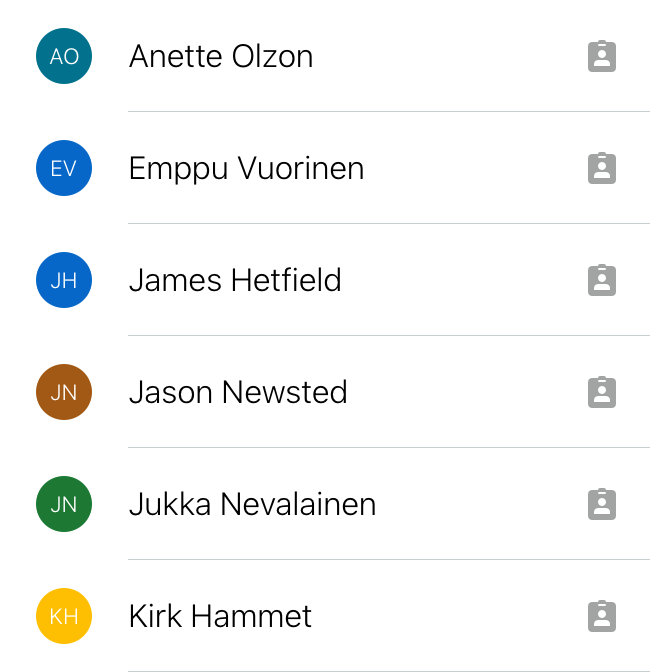 AO Anette Olzon
EV Emppu Vuorinen
JH James Hetfield
JN Jason Newsted
JN Jukka Nevalainen
KH Kirk Hammet